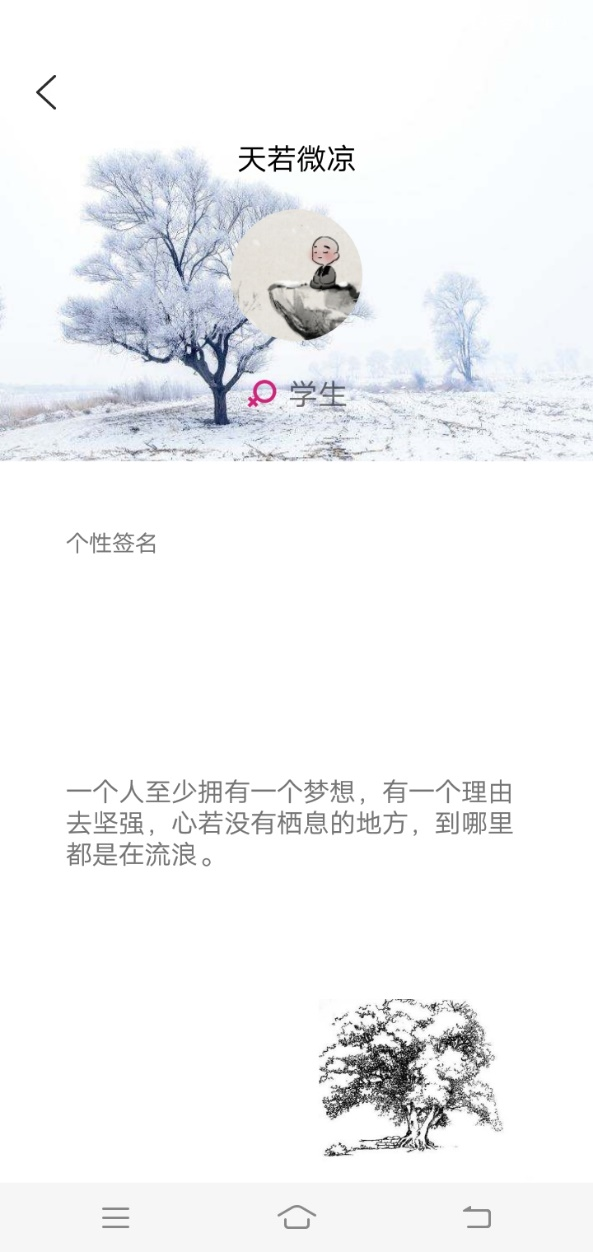 天若微凉
学生
个性签名
一个人至少拥有一个梦想，有一个理由
去坚强，心若没有栖息的地方，到哪里
都是在流浪。